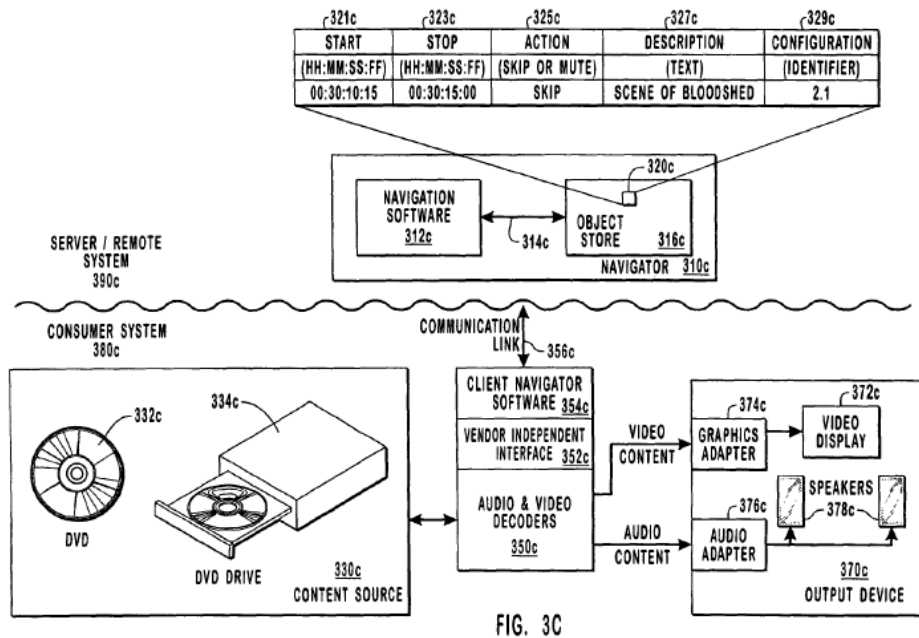 321c 323c 325c 327c 329c
START STOP ACTION DESCRIPTION CONFIGURATION
(HH:MM:SS:FF) (HH:MM:SS:FF) (SKIP OR MUTE) (TEXT) (IDENTIFIER)
00:30:10:15 00:30:15:00 SKIP SCENE OF BLOODSHED 2.1
320c
NAVIGATION
SOFTWARE
312c
314c
OBJECT
STORE
316c
NAVIGATOR 310c
SERVER / REMOTE
SYSTEM
390c
CONSUMER SYSTEM
380c
COMMUNICATION
LINK
356c
332c
334c
DVD
DVD DRIVE
330c
CONTENT SOURCE
CLIENT NAVIGATOR
SOFTWARE 354c
VENDOR INDEPENDENT
INTERFACE 352c
AUDIO & VIDEO
DECODERS
350c
VIDEO
CONTENT
AUDIO
CONTENT
374c
GRAPHICS
ADAPTER
372c
VIDEO
DISPLAY
SPEAKERS
378c
376c
AUDIO
ADAPTER
370c
OUTPUT DEVICE
FIG. 3C